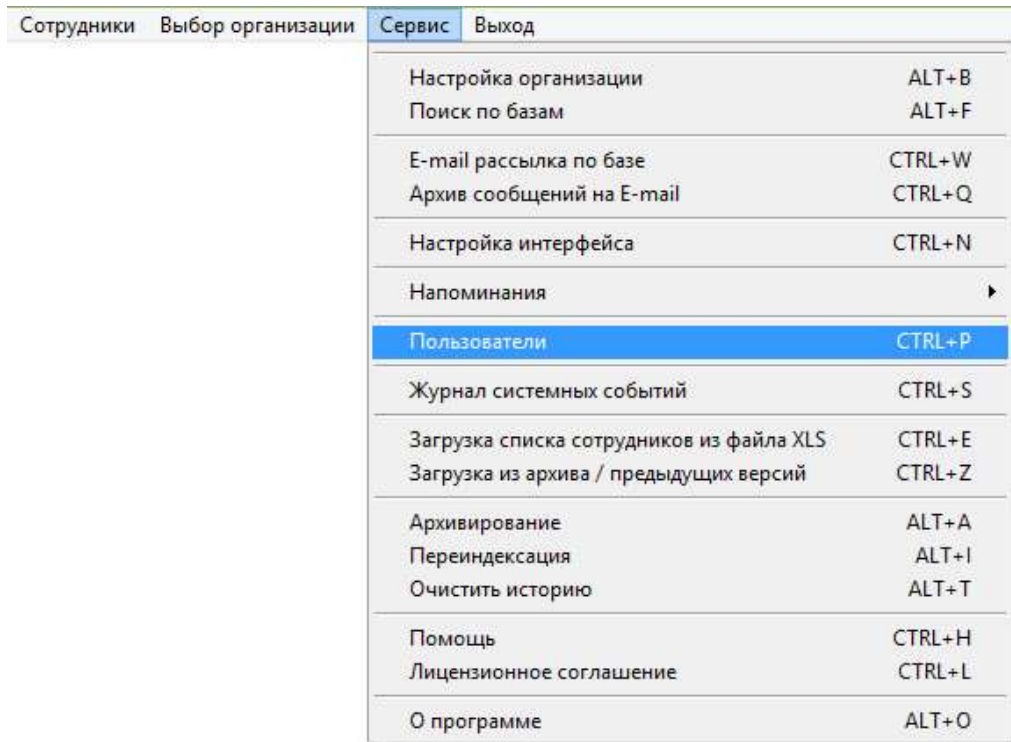 Сотрудники Выбор организации Сервис Выход
Настройка организации ALT+B
Поиск по базам ALT+F
E-mail рассылка по базе CTRL+W
Архив сообщений на E-mail CTRL+Q
Настройка интерфейса CTRL+N
Напоминания
Пользователи CTRL+P
Журнал системных событий CTRL+S
Загрузка списка сотрудников из файла XLS CTRL+E
Загрузка из архива / предыдущих версий CTRL+Z
Архивирование ALT+A
Переиндексация ALT+I
Очистить историю ALT+T
Помощь CTRL+H
Лицензионное соглашение CTRL+L
О программе ALT+O